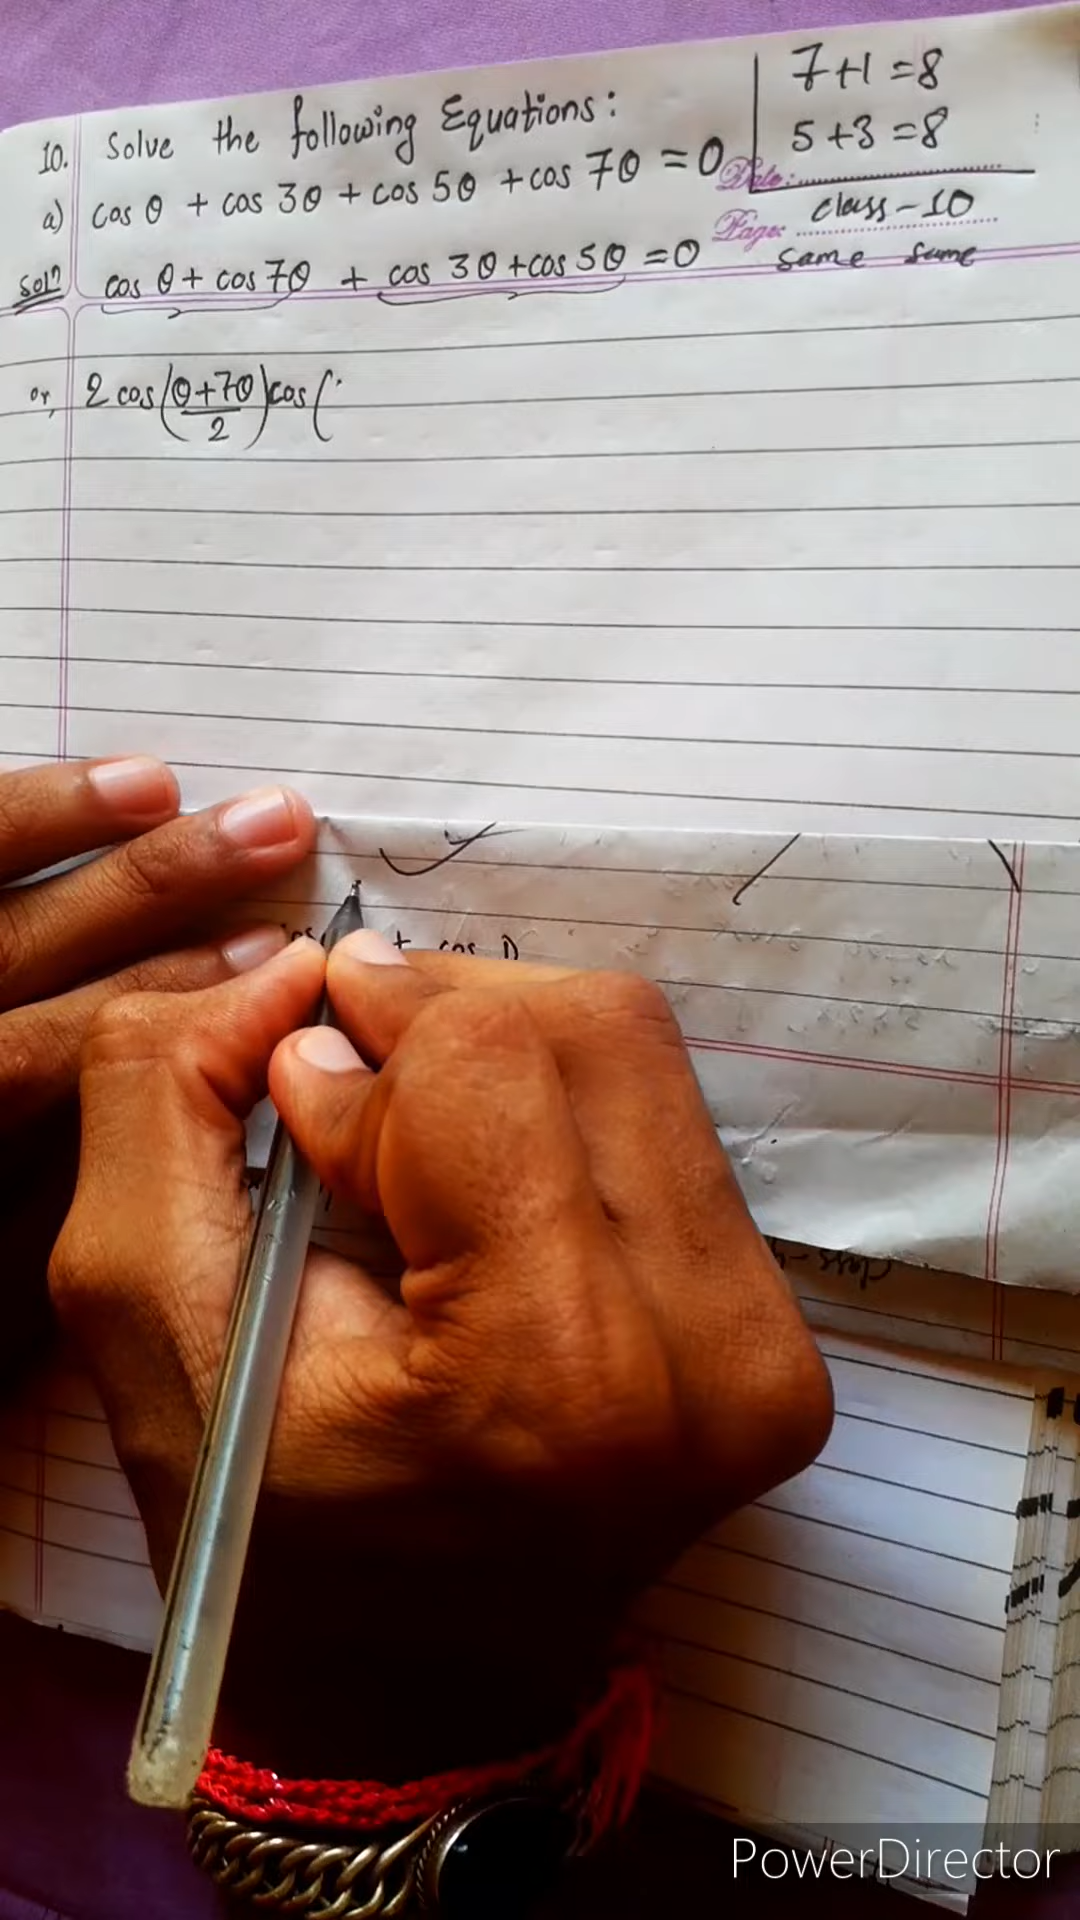 10. Solve the following Equations:
a) cos θ + cos 3θ + cos 5θ + cos 7θ = 0
7+1 = 8
5+3 = 8
Date:
Page:
class - 10
same same
Solⁿ cos θ + cos 7θ + cos 3θ + cos 5θ = 0
or, 2 cos (θ+7θ/2) cos (
+ cos D
class -
PowerDirector